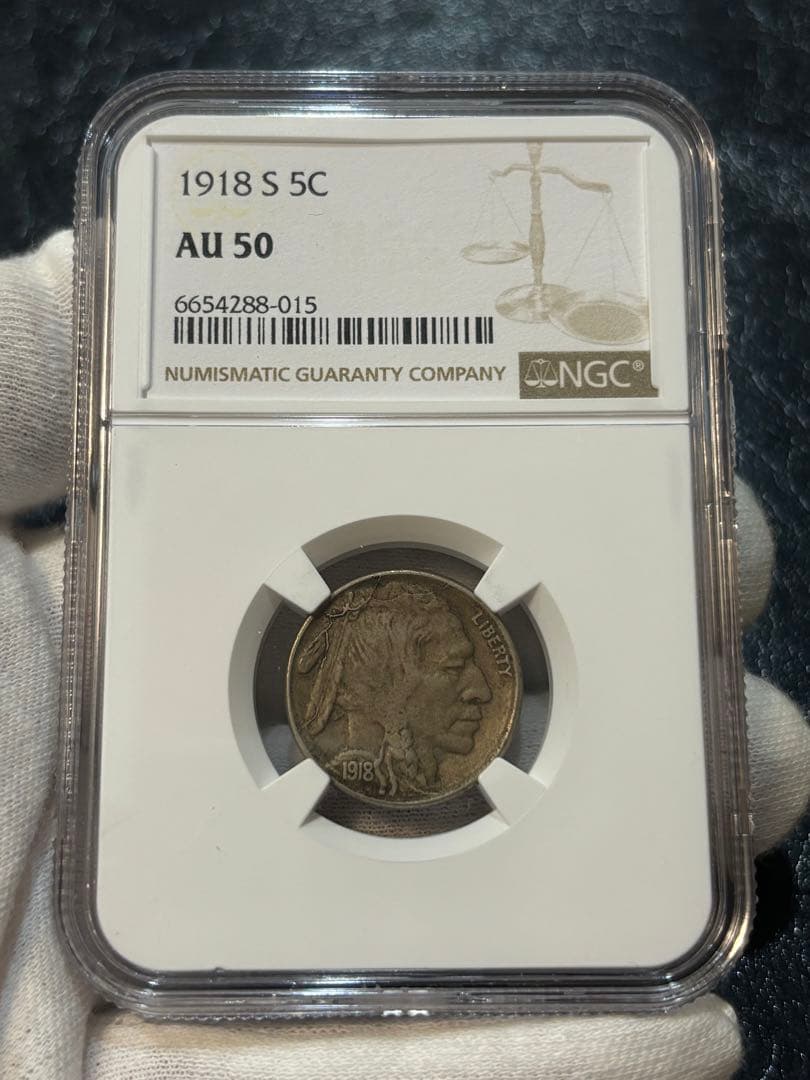 1918 S 5C
AU 50
6654288-015
NUMISMATIC GUARANTY COMPANY
NGC®
LIBERTY
1918